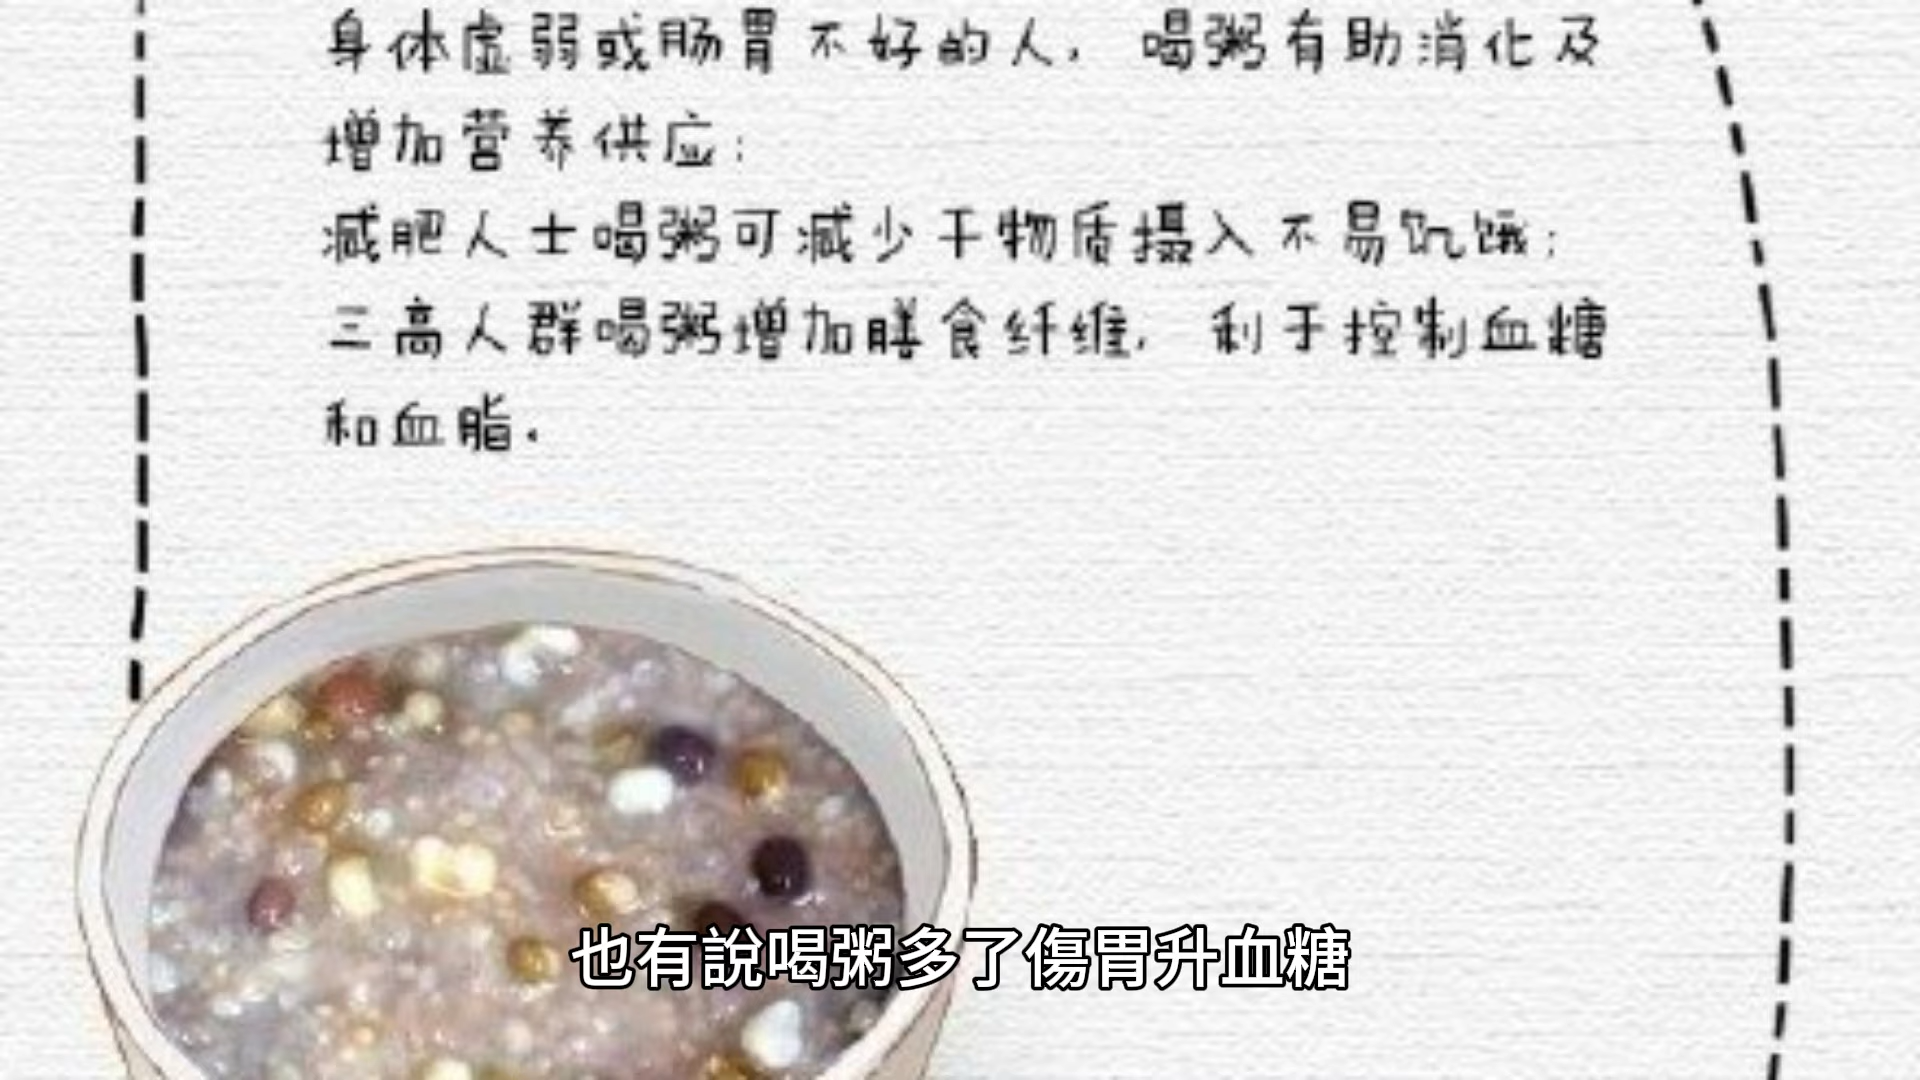 身体虚弱或肠胃不好的人，喝粥有助消化及
增加营养供应；
减肥人士喝粥可减少干物质摄入不易饥饿；
三高人群喝粥增加膳食纤维，利于控制血糖
和血脂。
也有說喝粥多了傷胃升血糖